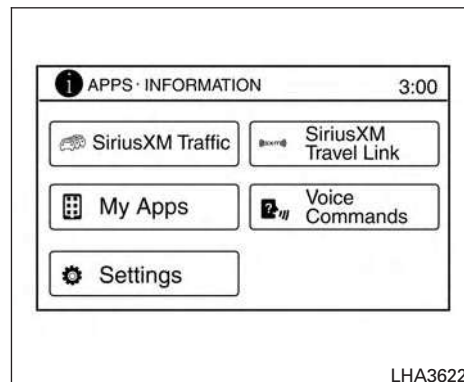 i APPS · INFORMATION 3:00
SiriusXM Traffic
SiriusXM
Travel Link
My Apps
? Voice
Commands
Settings
LHA3622